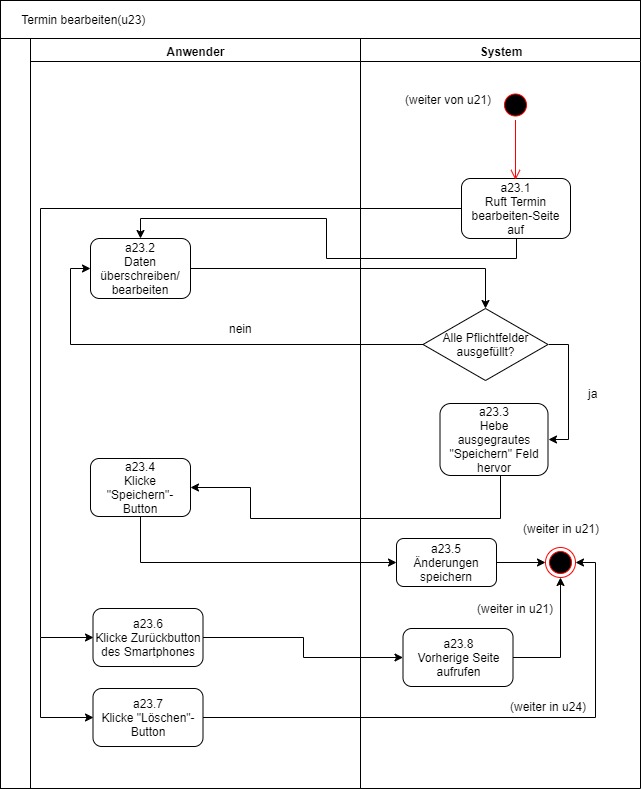 Termin bearbeiten(u23)
Anwender
System
(weiter von u21)
a23.1
Ruft Termin
bearbeiten-Seite
auf
a23.2
Daten
überschreiben/
bearbeiten
nein
Alle Pflichtfelder
ausgefüllt?
ja
a23.3
Hebe
ausgegrautes
"Speichern" Feld
hervor
a23.4
Klicke
"Speichern"-
Button
(weiter in u21)
a23.5
Änderungen
speichern
(weiter in u21)
a23.6
Klicke Zurückbutton
des Smartphones
a23.8
Vorherige Seite
aufrufen
a23.7
Klicke "Löschen"-
Button
(weiter in u24)